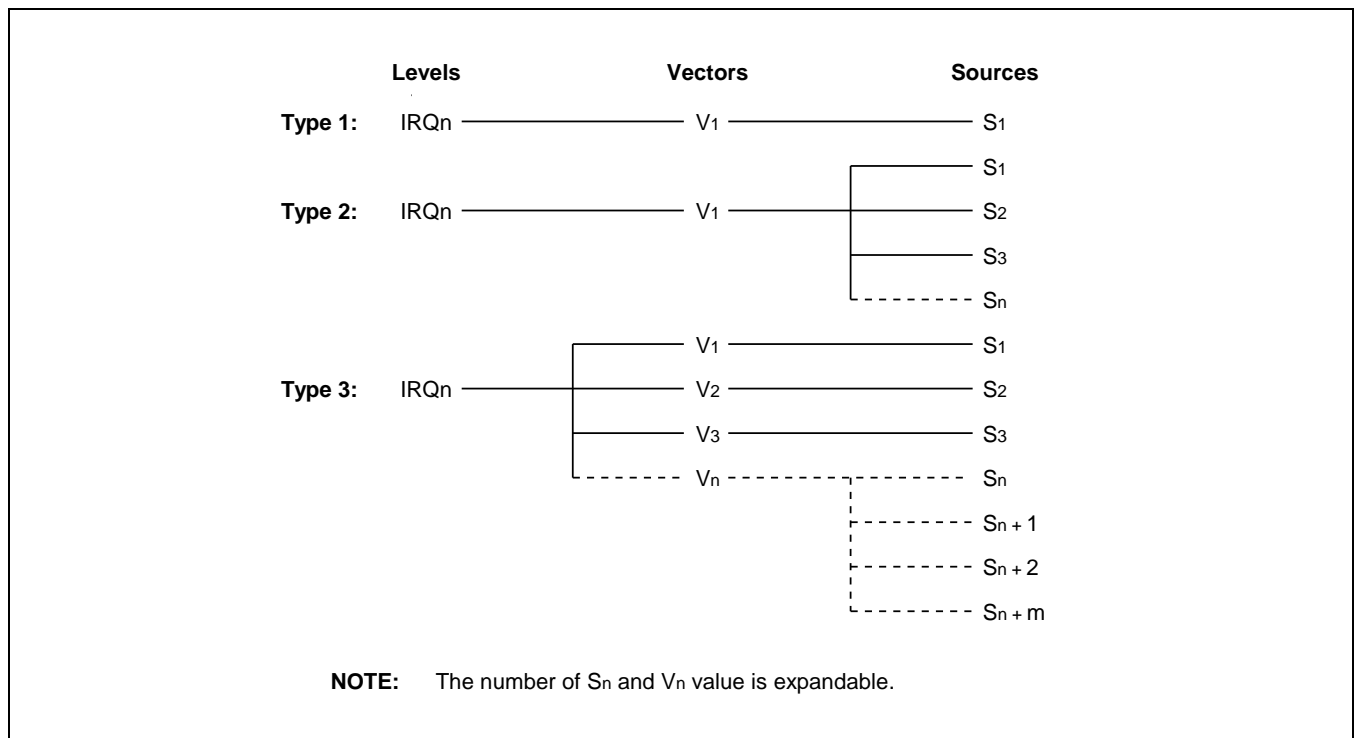 Levels Vectors Sources
Type 1: IRQn V1 S1
S1
Type 2: IRQn V1 S2
S3
Sn
V1 S1
Type 3: IRQn V2 S2
V3 S3
Vn Sn
Sn + 1
Sn + 2
Sn + m
NOTE: The number of Sn and Vn value is expandable.